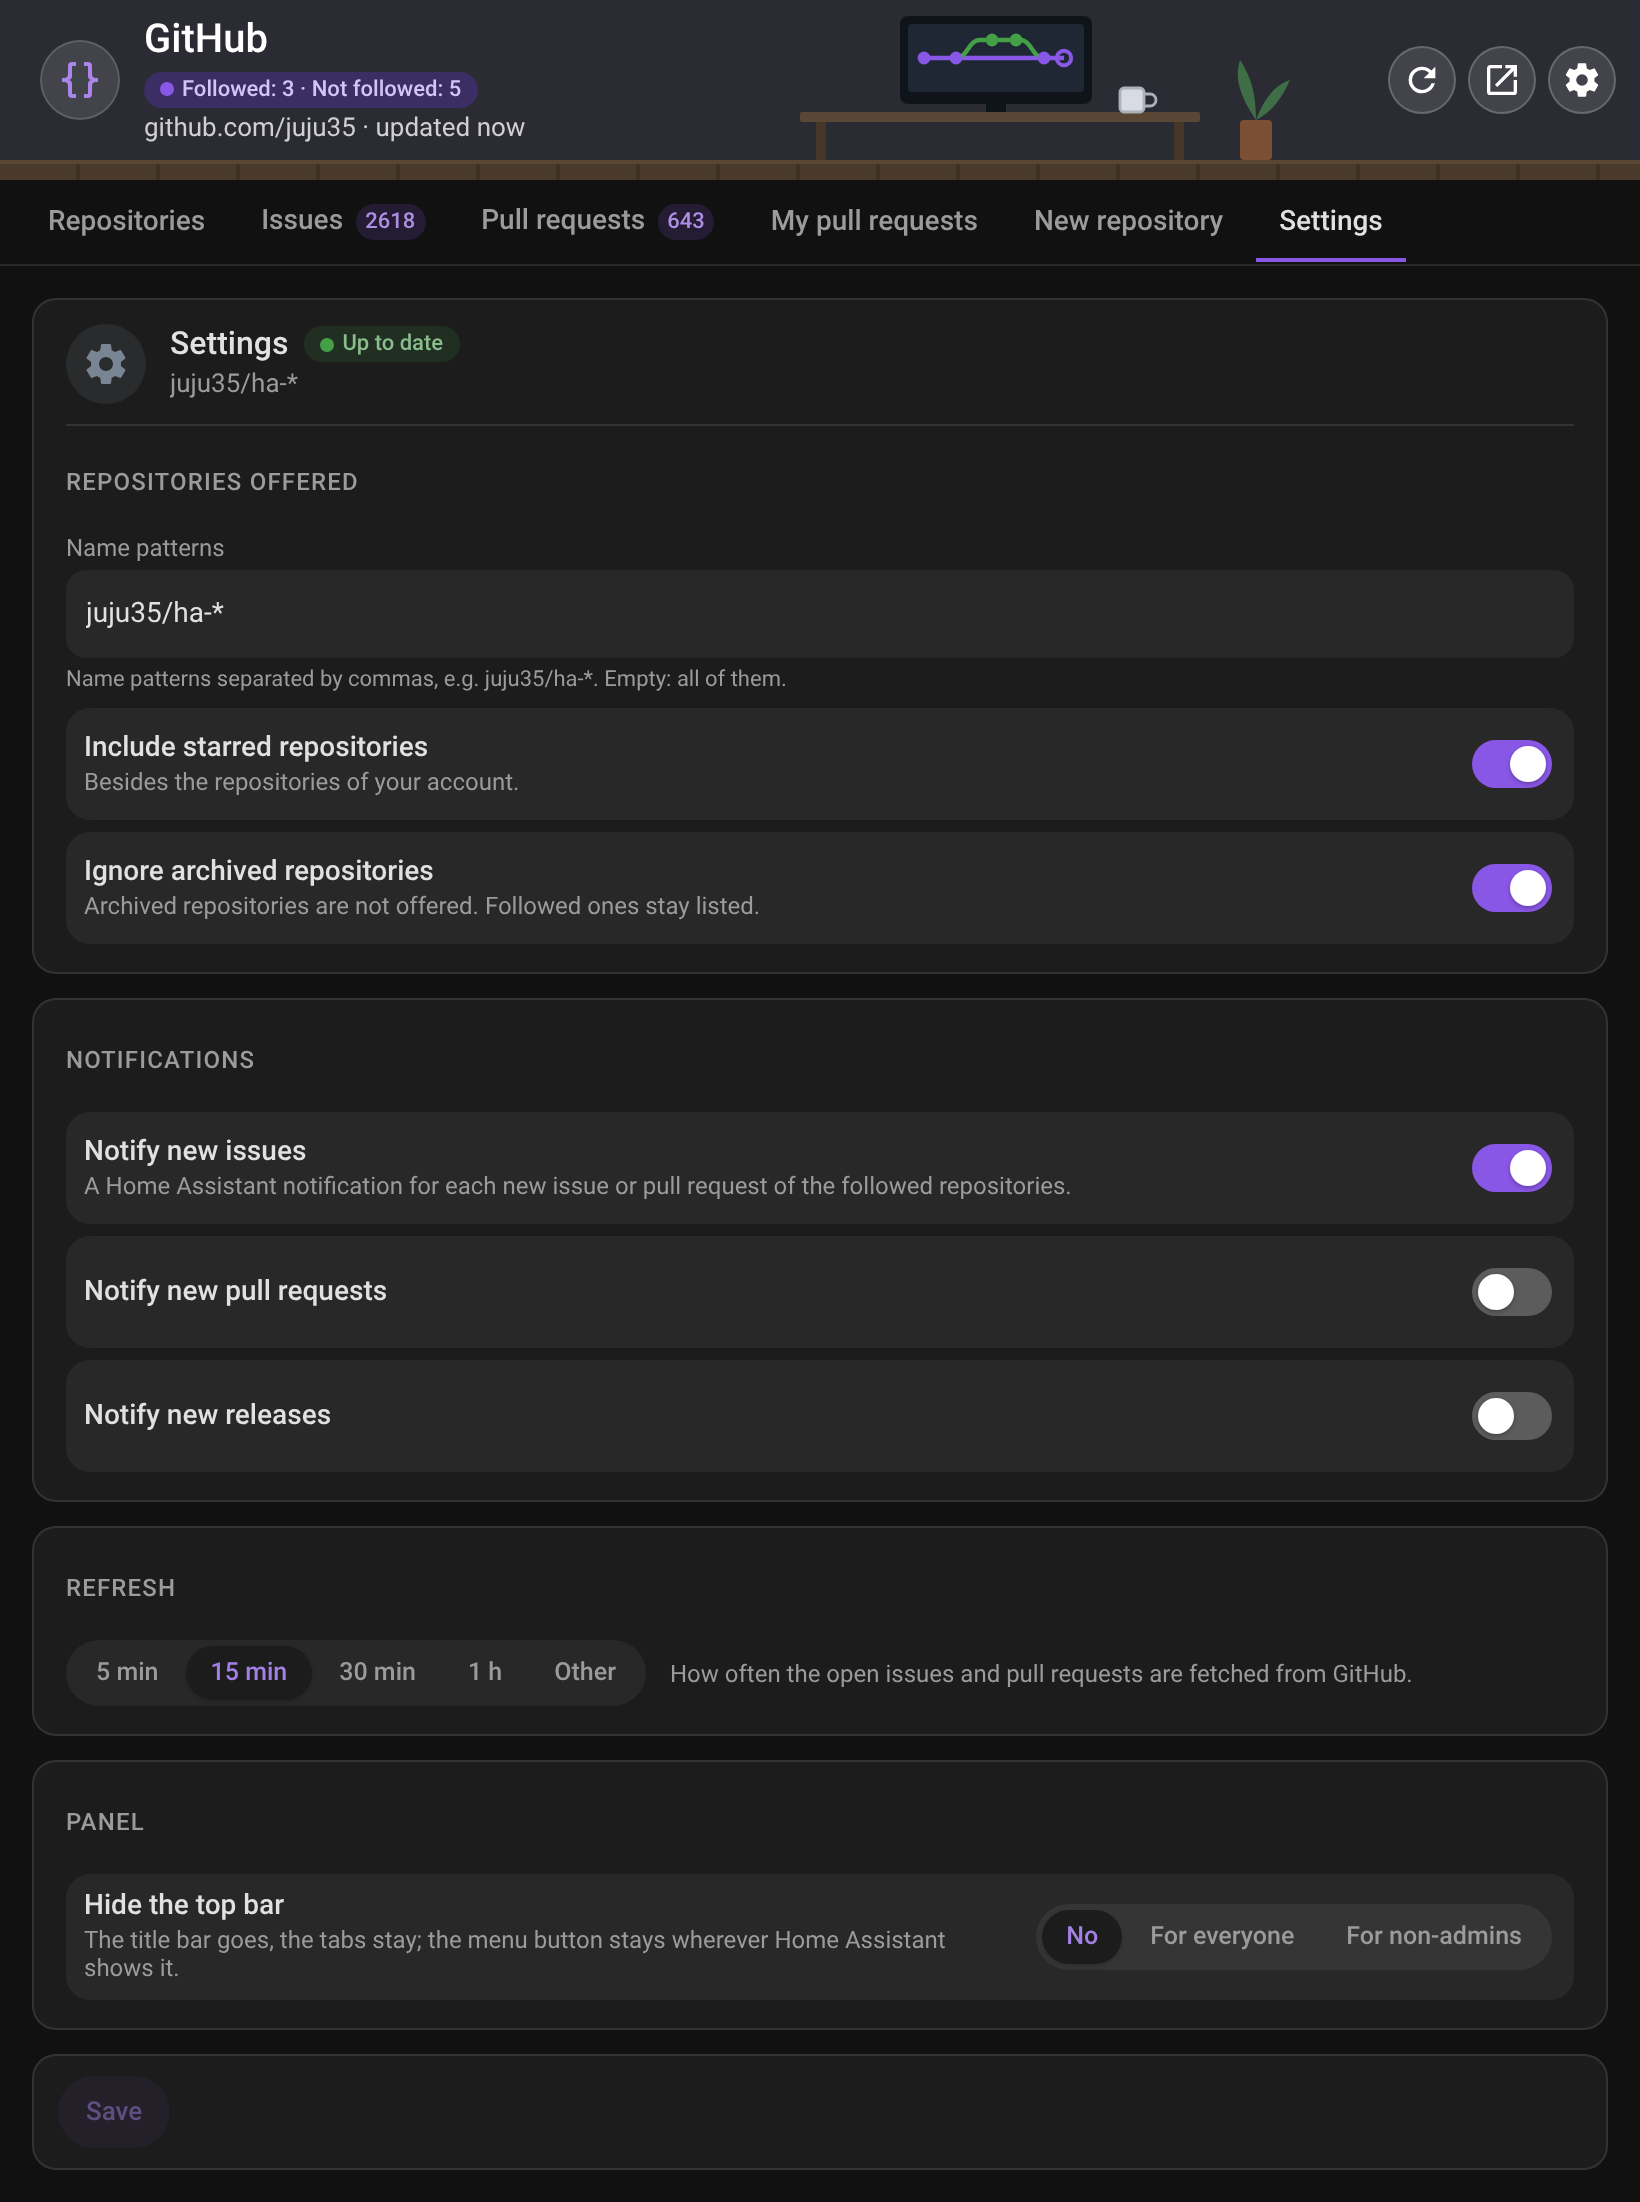 GitHub
Followed: 3 · Not followed: 5
github.com/juju35 · updated now
Repositories
Issues 2618
Pull requests 643
My pull requests
New repository
Settings
Settings
Up to date
juju35/ha-*
REPOSITORIES OFFERED
Name patterns
juju35/ha-*
Name patterns separated by commas, e.g. juju35/ha-*. Empty: all of them.
Include starred repositories
Besides the repositories of your account.
Ignore archived repositories
Archived repositories are not offered. Followed ones stay listed.
NOTIFICATIONS
Notify new issues
A Home Assistant notification for each new issue or pull request of the followed repositories.
Notify new pull requests
Notify new releases
REFRESH
5 min
15 min
30 min
1 h
Other
How often the open issues and pull requests are fetched from GitHub.
PANEL
Hide the top bar
The title bar goes, the tabs stay; the menu button stays wherever Home Assistant
shows it.
No
For everyone
For non-admins
Save